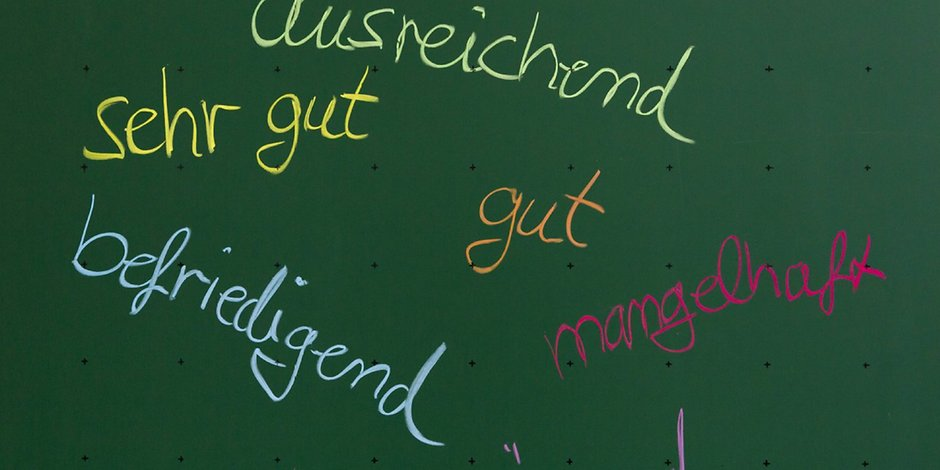 ausreichend
sehr gut
gut
befriedigend
mangelhaft